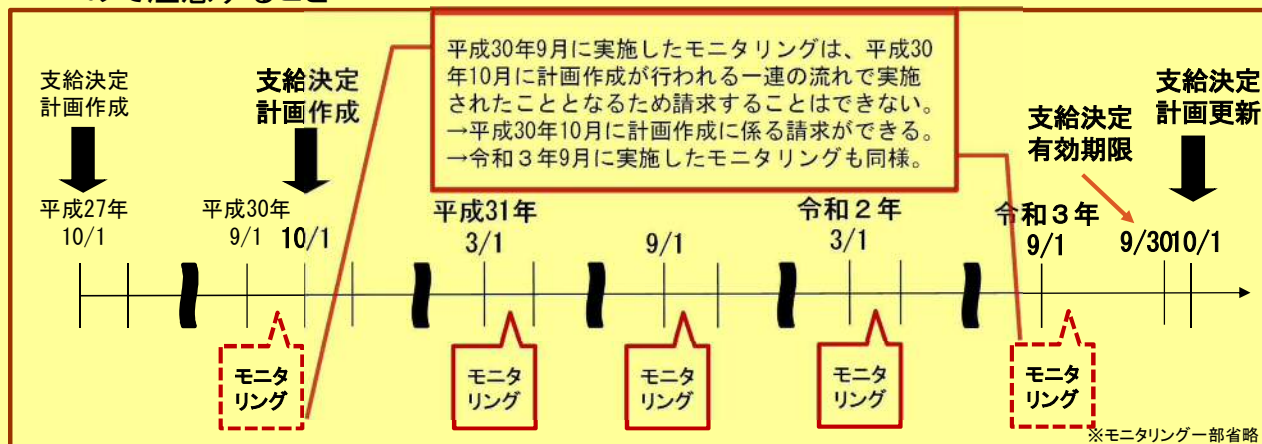 平成30年9月に実施したモニタリングは、平成30
年10月に計画作成が行われる一連の流れで実施
されたこととなるため請求することはできない。
→平成30年10月に計画作成に係る請求ができる。
→令和３年9月に実施したモニタリングも同様。
支給決定
計画作成
支給決定
計画作成
支給決定
有効期限
支給決定
計画更新
平成27年
10/1
平成30年
9/1
10/1
平成31年
3/1
9/1
令和２年
3/1
令和３年
9/1
9/30
10/1
モニタ
リング
モニタ
リング
モニタ
リング
モニタ
リング
モニタ
リング
※モニタリング一部省略